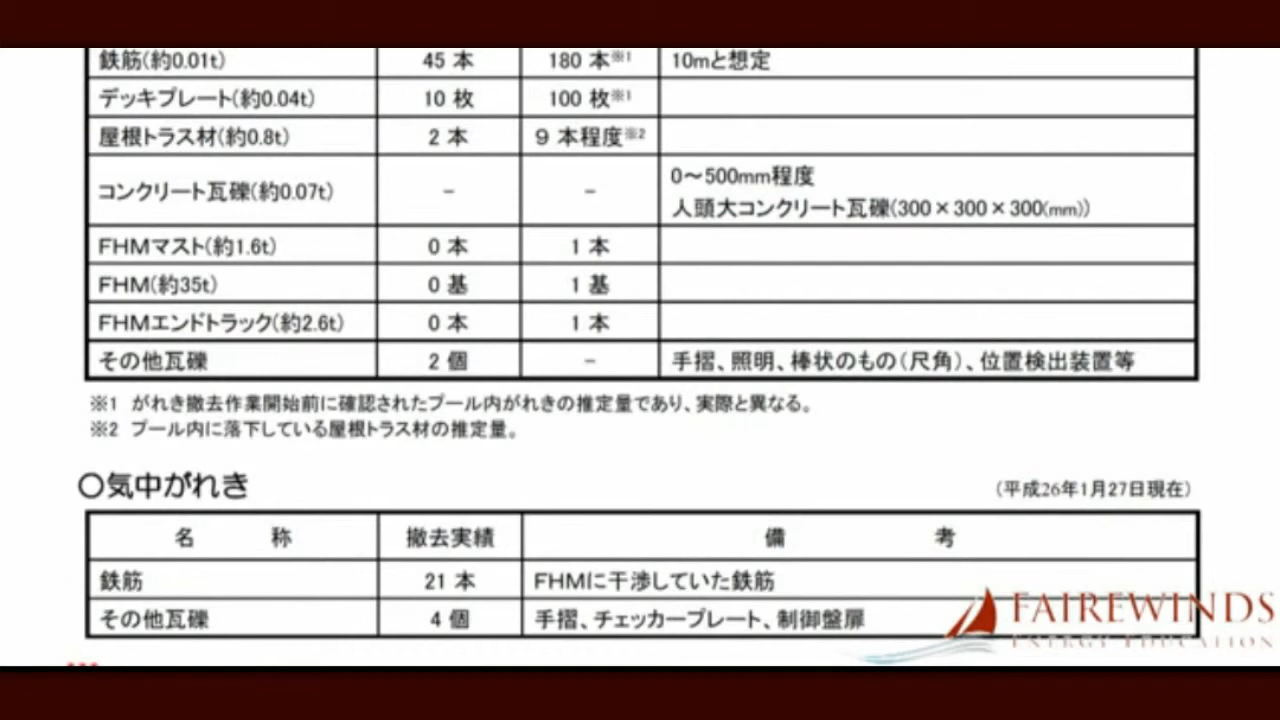 鉄筋(約0.01t) 45 本 180 本※1 10mと想定
デッキプレート(約0.04t) 10 枚 100 枚※1
屋根トラス材(約0.8t) 2 本 9 本程度※2
コンクリート瓦礫(約0.07t) － － 0～500mm程度
人頭大コンクリート瓦礫(300×300×300(mm))
FHMマスト(約1.6t) 0 本 1 本
FHM(約35t) 0 基 1 基
FHMエンドトラック(約2.6t) 0 本 1 本
その他瓦礫 2 個 － 手摺、照明、棒状のもの（尺角）、位置検出装置等
※1 がれき撤去作業開始前に確認されたプール内がれきの推定量であり、実際と異なる。
※2 プール内に落下している屋根トラス材の推定量。
〇気中がれき
（平成26年1月27日現在）
名称 撤去実績 備考
鉄筋 21 本 FHMに干渉していた鉄筋
その他瓦礫 4 個 手摺、チェッカープレート、制御盤扉
FAIREWINDS
ENERGY EDUCATION